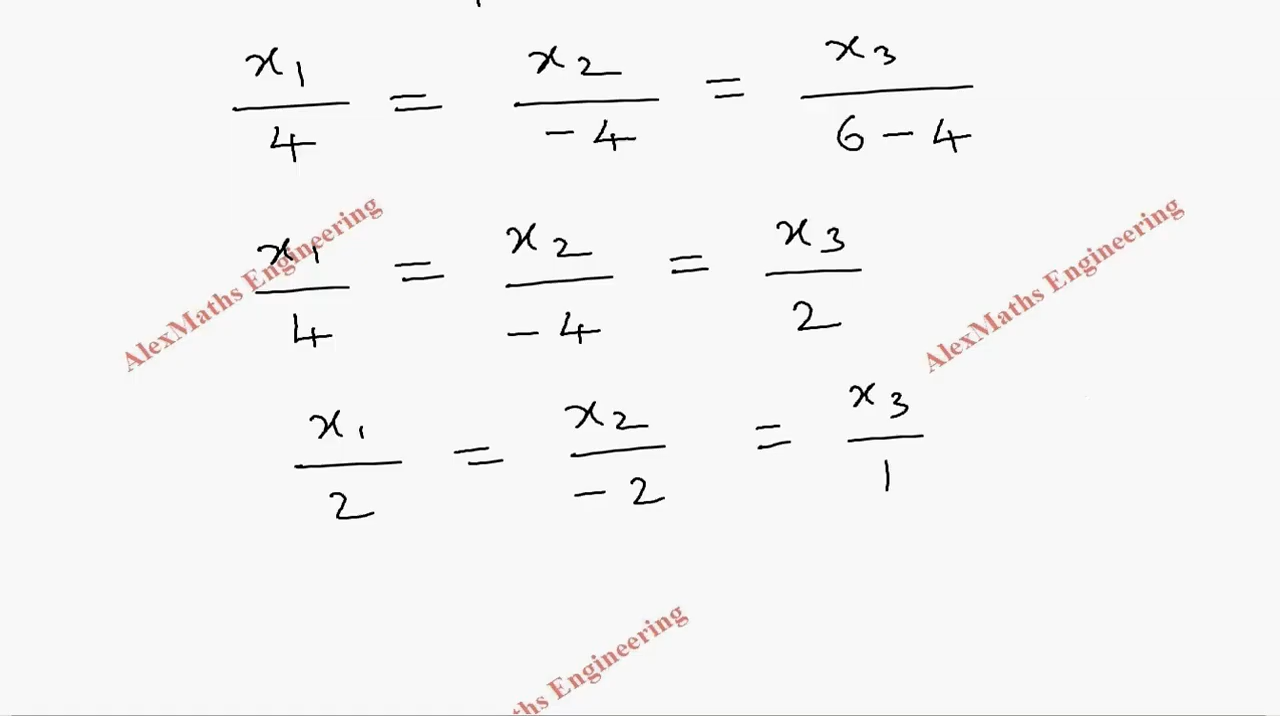 x₁/4 = x₂/−4 = x₃/6−4
x₁/4 = x₂/−4 = x₃/2
AlexMaths Engineering
AlexMaths Engineering
x₁/2 = x₂/−2 = x₃/1
ths Engineering